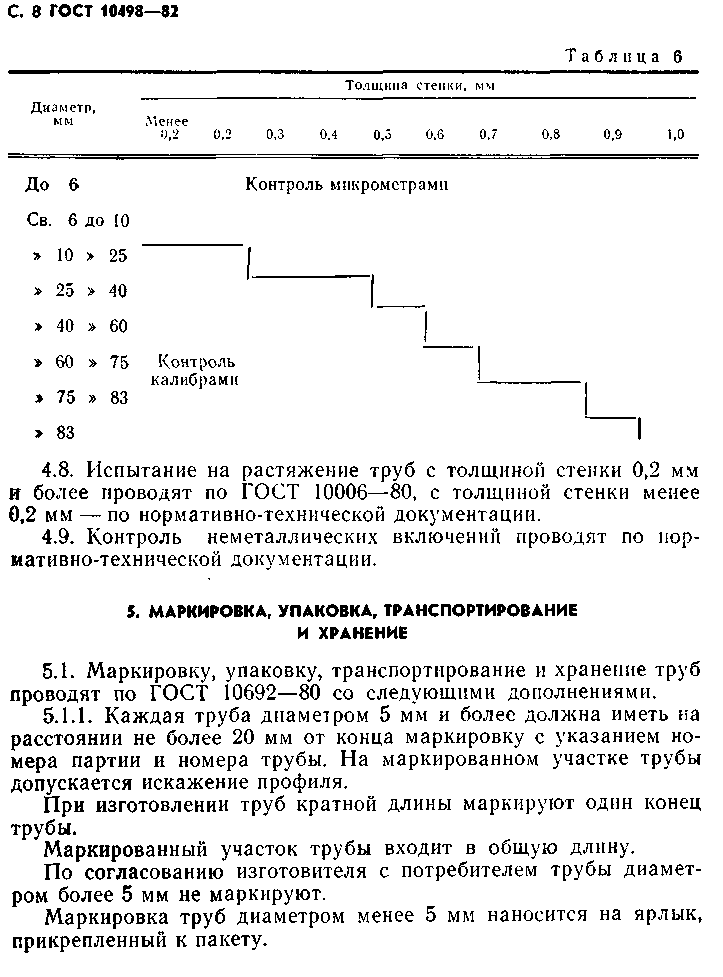 С. 8 ГОСТ 10498—82
Таблица 6
Толщина стенки, мм
Диаметр,
мм
Менее
0,2 0,2 0,3 0,4 0,5 0,6 0,7 0,8 0,9 1,0
До 6 Контроль микрометрами
Св. 6 до 10
» 10 » 25
» 25 » 40
» 40 » 60
» 60 » 75 Контроль
калибрами
» 75 » 83
» 83
4.8. Испытание на растяжение труб с толщиной стенки 0,2 мм
и более проводят по ГОСТ 10006—80, с толщиной стенки менее
0,2 мм — по нормативно-технической документации.
4.9. Контроль неметаллических включений проводят по нор-
мативно-технической документации.
5. МАРКИРОВКА, УПАКОВКА, ТРАНСПОРТИРОВАНИЕ
И ХРАНЕНИЕ
5.1. Маркировку, упаковку, транспортирование и хранение труб
проводят по ГОСТ 10692—80 со следующими дополнениями.
5.1.1. Каждая труба диаметром 5 мм и более должна иметь на
расстоянии не более 20 мм от конца маркировку с указанием но-
мера партии и номера трубы. На маркированном участке трубы
допускается искажение профиля.
При изготовлении труб кратной длины маркируют один конец
трубы.
Маркированный участок трубы входит в общую длину.
По согласованию изготовителя с потребителем трубы диамет-
ром более 5 мм не маркируют.
Маркировка труб диаметром менее 5 мм наносится на ярлык,
прикрепленный к пакету.